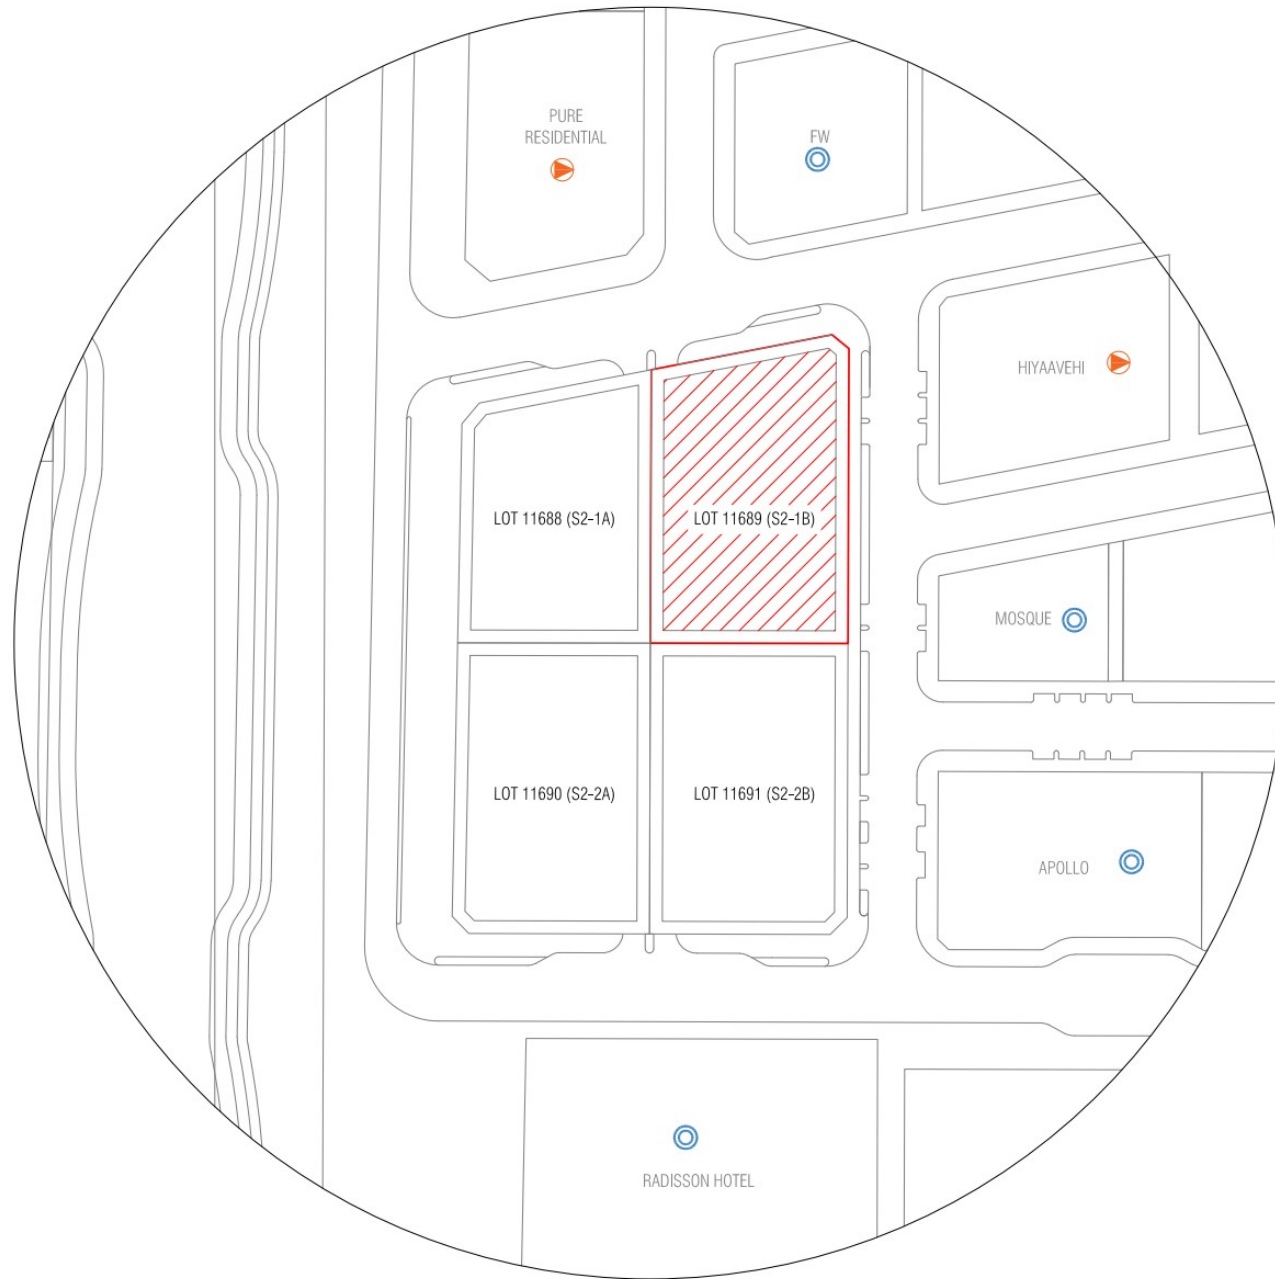 PURE
RESIDENTIAL
FW
HIYAAVEHI
LOT 11688 (S2-1A)
LOT 11689 (S2-1B)
MOSQUE
LOT 11690 (S2-2A)
LOT 11691 (S2-2B)
APOLLO
RADISSON HOTEL